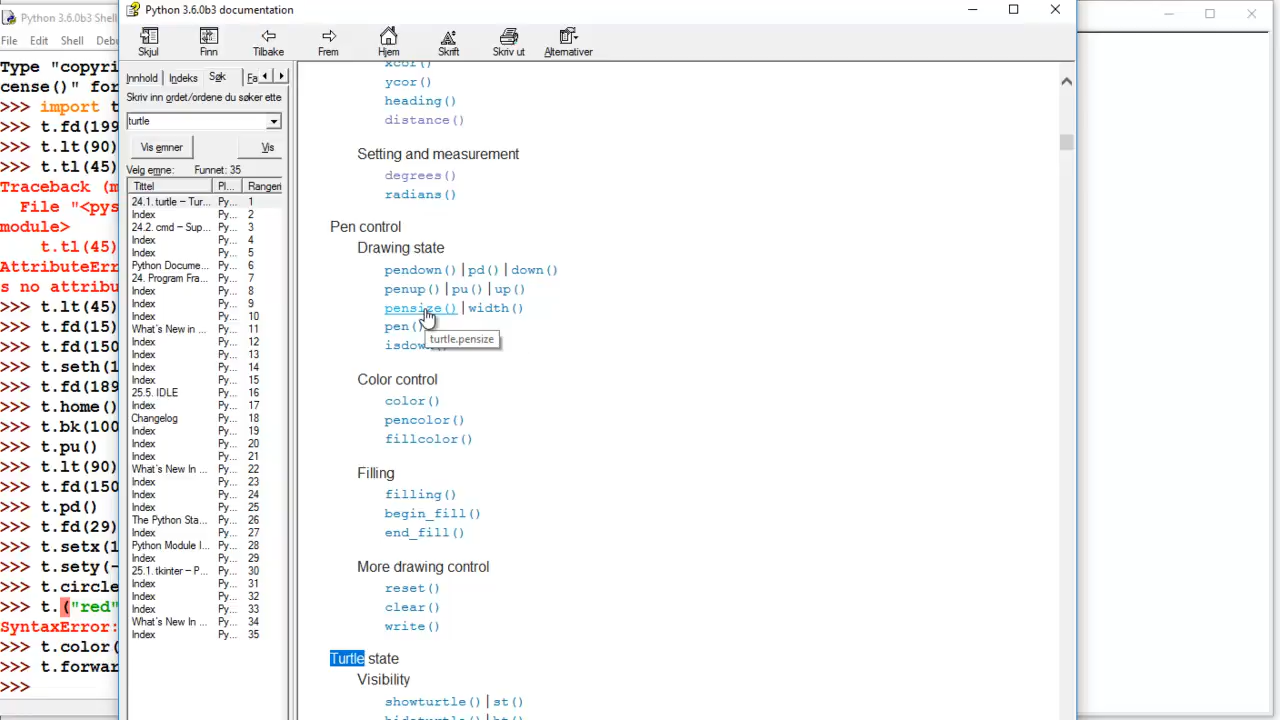 Python 3.6.0b3 Shell
File Edit Shell Debu
Type "copyri
cense()" for
>>> import t
>>> t.fd(199
>>> t.lt(90)
>>> t.tl(45)
Traceback (m
File "<pys
module>
t.tl(45)
AttributeErr
s no attribu
>>> t.lt(45)
>>> t.fd(15)
>>> t.fd(150
>>> t.seth(1
>>> t.fd(189
>>> t.home()
>>> t.bk(100
>>> t.pu()
>>> t.lt(90)
>>> t.fd(150
>>> t.pd()
>>> t.fd(29)
>>> t.setx(1
>>> t.sety(-
>>> t.circle
>>> t.("red"
SyntaxError:
>>> t.color(
>>> t.forwar
>>>
Python 3.6.0b3 documentation
Skjul Finn Tilbake Frem Hjem Skrift Skriv ut Alternativer
Innhold Indeks Søk Fa
Skriv inn ordet/ordene du søker ette
turtle
Vis emner Vis
Velg emne: Funnet: 35
Tittel Pl... Rangeri
24.1. turtle – Tur... Py... 1
Index Py... 2
24.2. cmd – Sup... Py... 3
Index Py... 4
Index Py... 5
Python Docume... Py... 6
24. Program Fra... Py... 7
Index Py... 8
Index Py... 9
Index Py... 10
What's New in ... Py... 11
Index Py... 12
Index Py... 13
Index Py... 14
Index Py... 15
25.5. IDLE Py... 16
Index Py... 17
Changelog Py... 18
Index Py... 19
Index Py... 20
Index Py... 21
What's New In ... Py... 22
Index Py... 23
Index Py... 24
Index Py... 25
The Python Sta... Py... 26
Index Py... 27
Python Module I... Py... 28
Index Py... 29
25.1. tkinter – P... Py... 30
Index Py... 31
Index Py... 32
Index Py... 33
What's New In ... Py... 34
Index Py... 35
xcor()
ycor()
heading()
distance()
Setting and measurement
degrees()
radians()
Pen control
Drawing state
pendown() | pd() | down()
penup() | pu() | up()
pensize() | width()
pen()
turtle.pensize
isdown()
Color control
color()
pencolor()
fillcolor()
Filling
filling()
begin_fill()
end_fill()
More drawing control
reset()
clear()
write()
Turtle state
Visibility
showturtle() | st()
hideturtle() | ht()